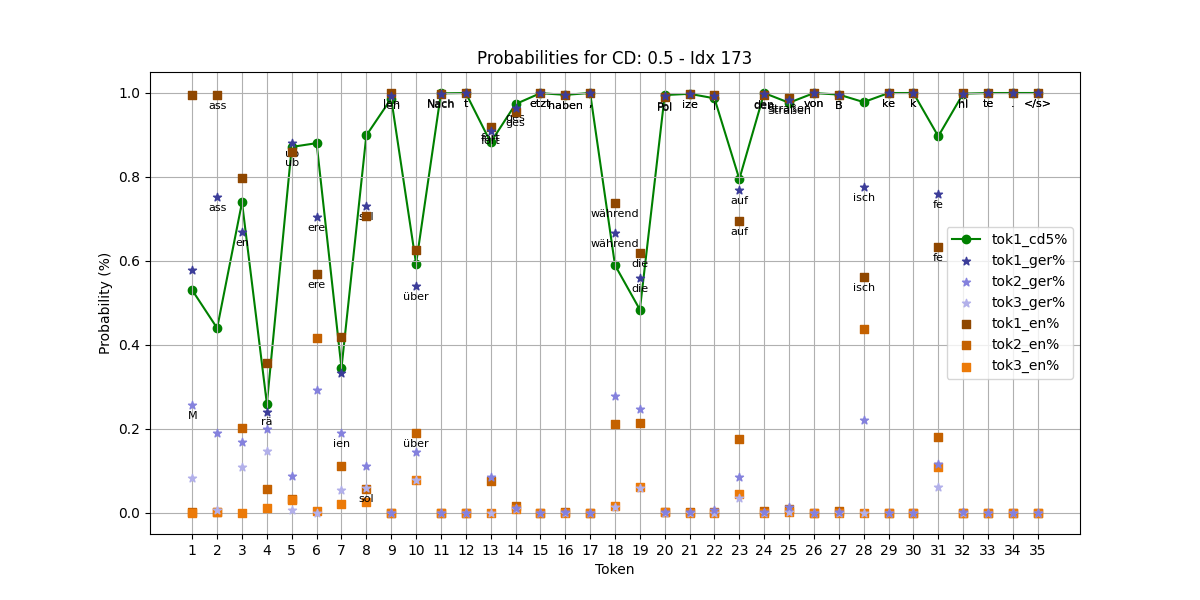 Probabilities for CD: 0.5 - Idx 173
Probability (%)
1.0
0.8
0.6
0.4
0.2
0.0
ass
len
Nach
t
etzt
haben
,
Pol
ize
i
den
Straßen
von
B
ke
k
hl
te
.
</s>
fert
ges
ub
ass
en
ere
ere
sol
während
während
die
die
auf
auf
isch
isch
fe
fe
über
über
M
rä
ien
sol
tok1_cd5%
tok1_ger%
tok2_ger%
tok3_ger%
tok1_en%
tok2_en%
tok3_en%
1 2 3 4 5 6 7 8 9 10 11 12 13 14 15 16 17 18 19 20 21 22 23 24 25 26 27 28 29 30 31 32 33 34 35
Token